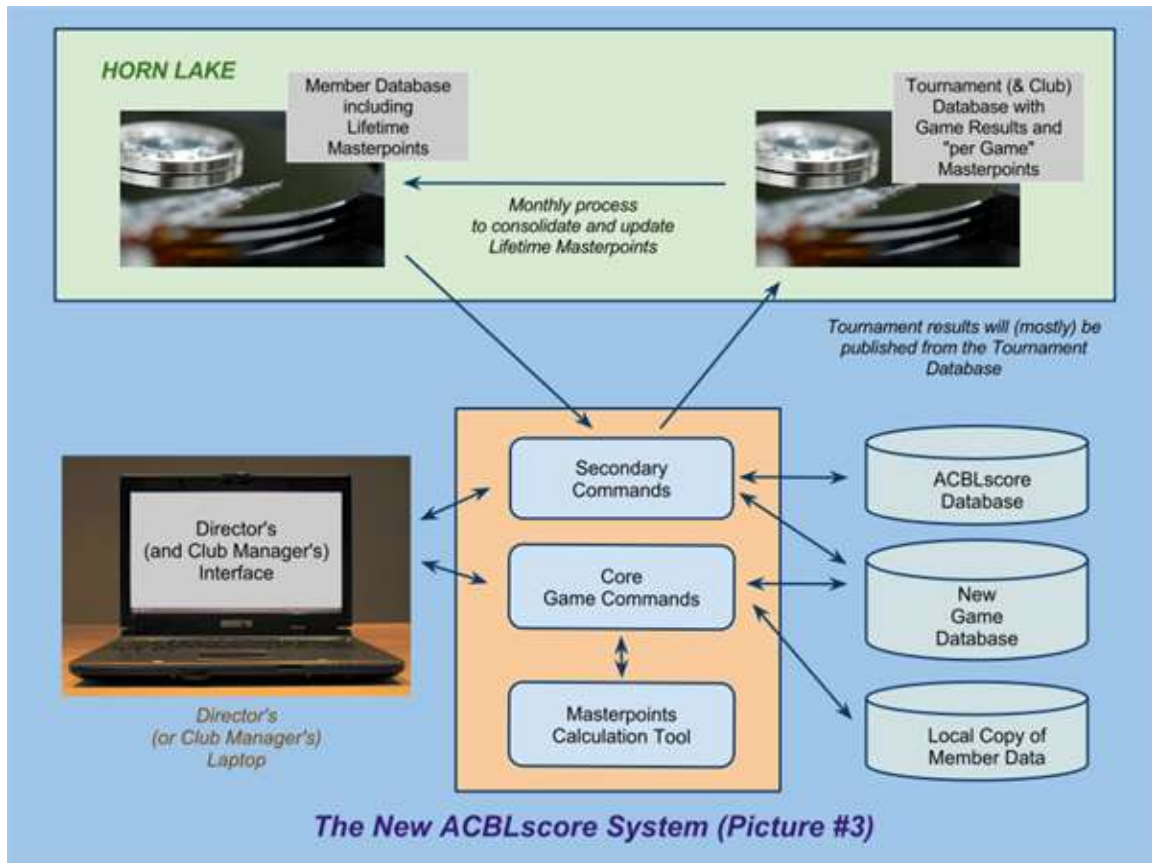 HORN LAKE
Member Database
including
Lifetime
Masterpoints
Tournament (& Club)
Database with
Game Results and
"per Game"
Masterpoints
Monthly process
to consolidate and update
Lifetime Masterpoints
Tournament results will (mostly) be
published from the Tournament
Database
Director's
(and Club Manager's)
Interface
Director's
(or Club Manager's)
Laptop
Secondary
Commands
Core
Game Commands
Masterpoints
Calculation Tool
ACBLscore
Database
New
Game
Database
Local Copy of
Member Data
The New ACBLscore System (Picture #3)